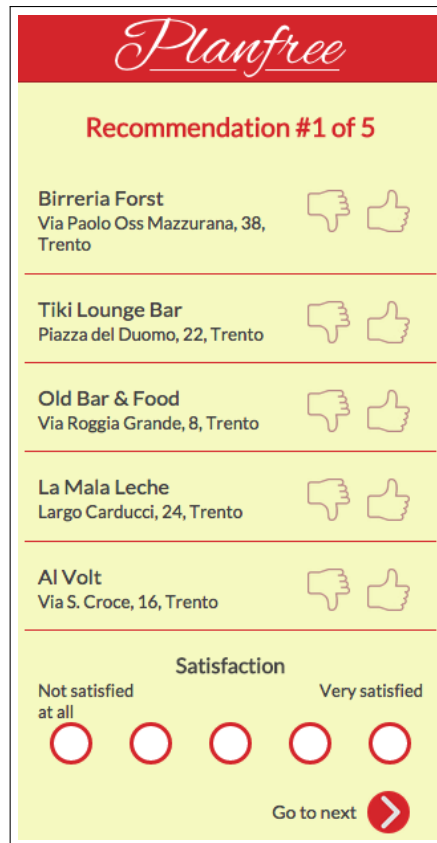 Planfree
Recommendation #1 of 5
Birreria Forst
Via Paolo Oss Mazzurana, 38,
Trento
Tiki Lounge Bar
Piazza del Duomo, 22, Trento
Old Bar & Food
Via Roggia Grande, 8, Trento
La Mala Leche
Largo Carducci, 24, Trento
Al Volt
Via S. Croce, 16, Trento
Satisfaction
Not satisfied
at all
Very satisfied
Go to next